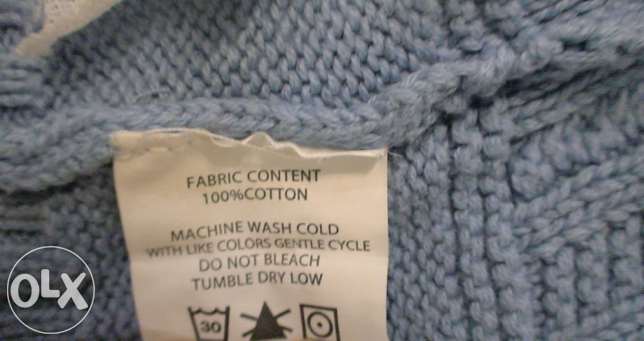 FABRIC CONTENT
100%COTTON
MACHINE WASH COLD
WITH LIKE COLORS GENTLE CYCLE
DO NOT BLEACH
TUMBLE DRY LOW
30
OLX